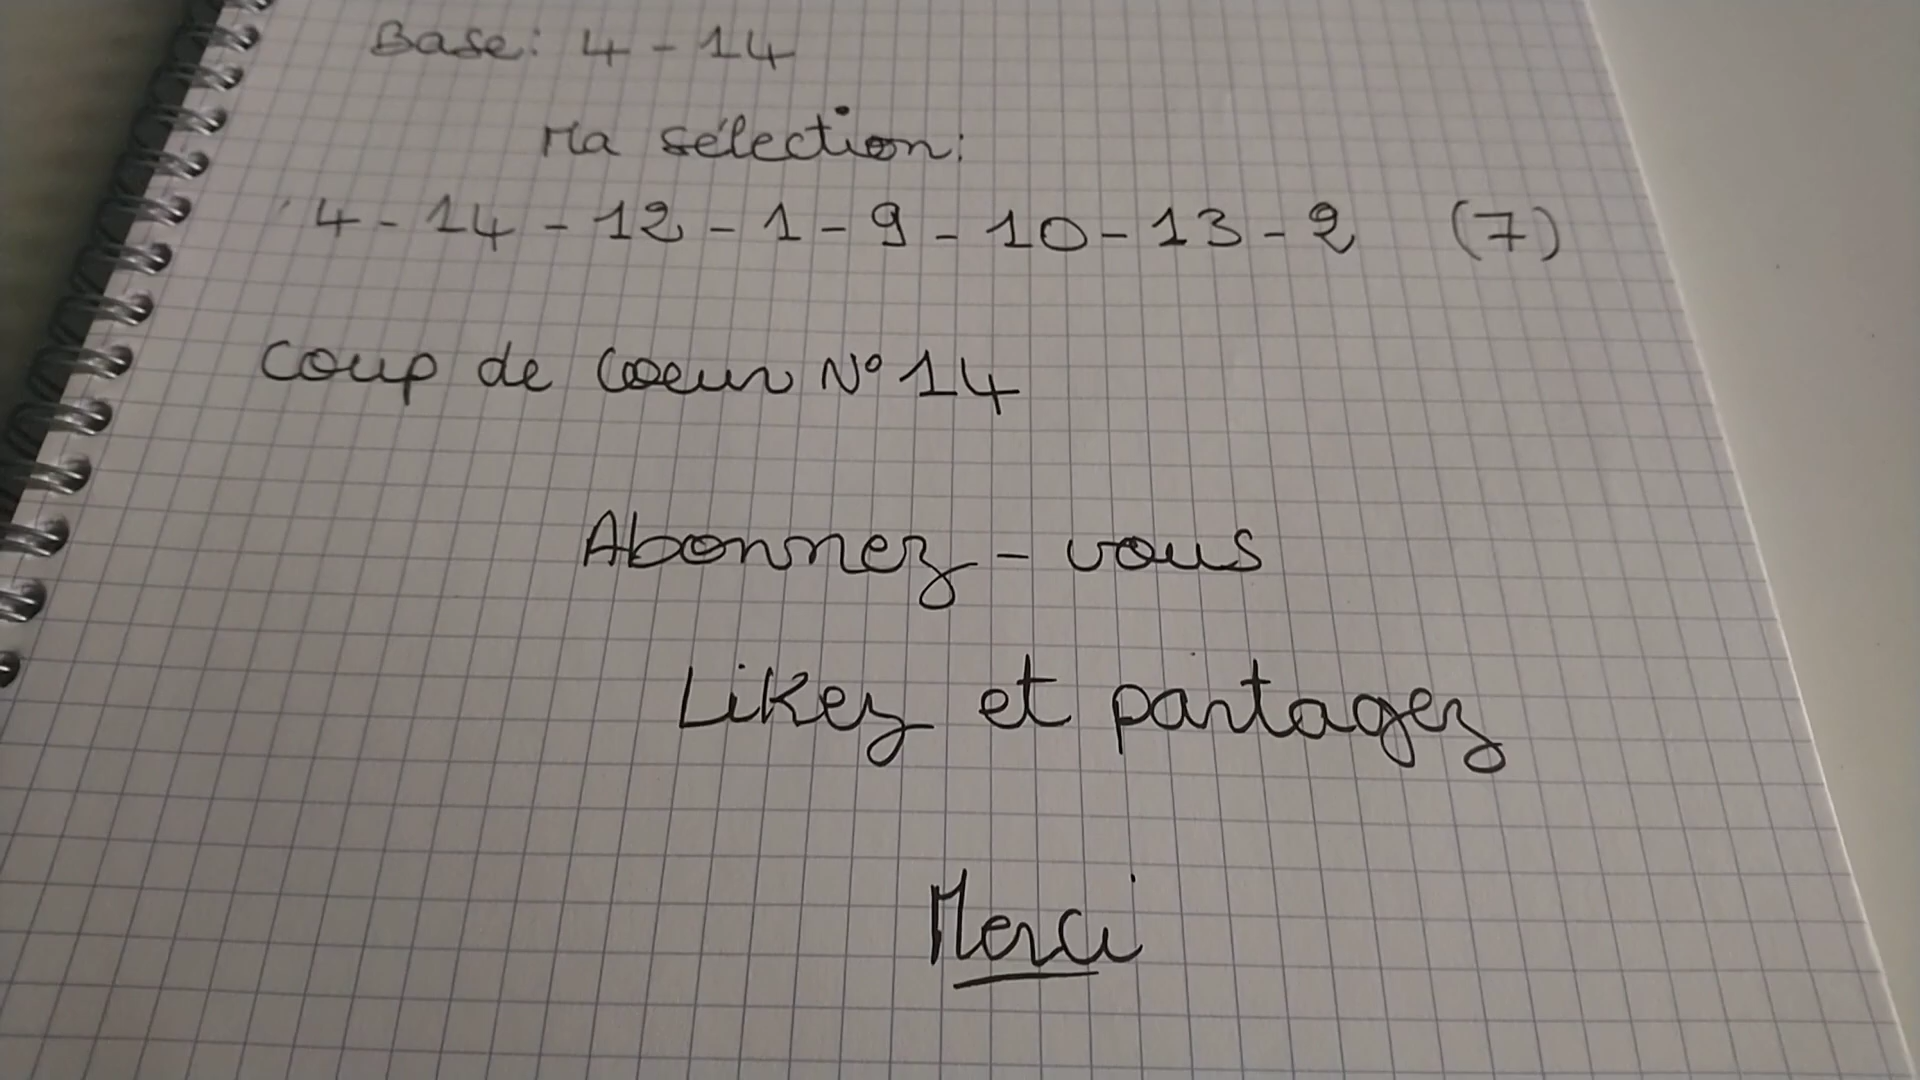 Base: 4 - 14
Ma sélection:
4 - 14 - 12 - 1 - 9 - 10 - 13 - 2 (7)
Coup de Coeur N° 14
Abonnez - vous
Likez et partagez
Merci